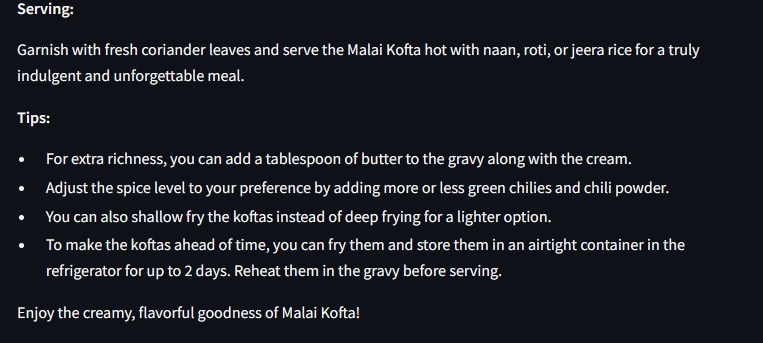 Serving:
Garnish with fresh coriander leaves and serve the Malai Kofta hot with naan, roti, or jeera rice for a truly
indulgent and unforgettable meal.
Tips:
• For extra richness, you can add a tablespoon of butter to the gravy along with the cream.
• Adjust the spice level to your preference by adding more or less green chilies and chili powder.
• You can also shallow fry the koftas instead of deep frying for a lighter option.
• To make the koftas ahead of time, you can fry them and store them in an airtight container in the
refrigerator for up to 2 days. Reheat them in the gravy before serving.
Enjoy the creamy, flavorful goodness of Malai Kofta!